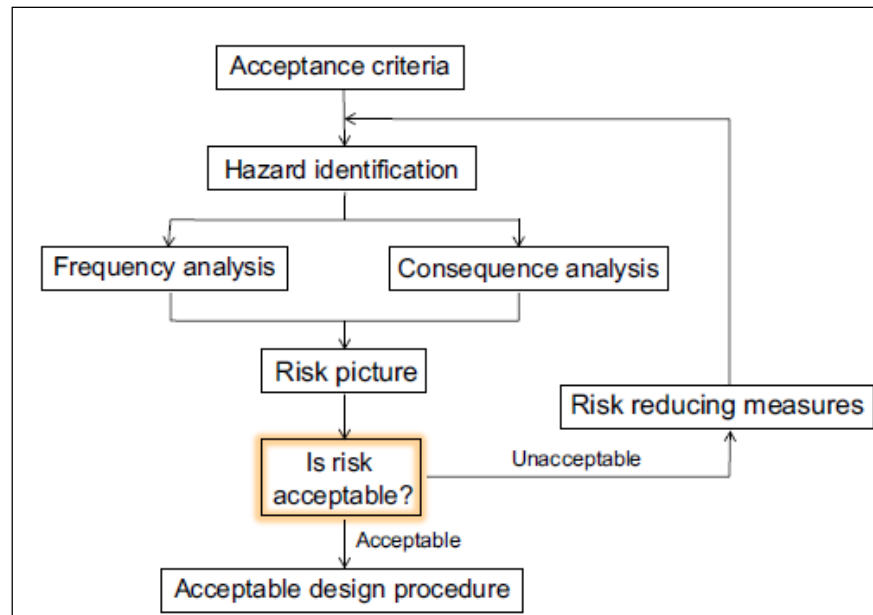 Acceptance criteria
Hazard identification
Frequency analysis
Consequence analysis
Risk picture
Risk reducing measures
Is risk
acceptable?
Unacceptable
Acceptable
Acceptable design procedure